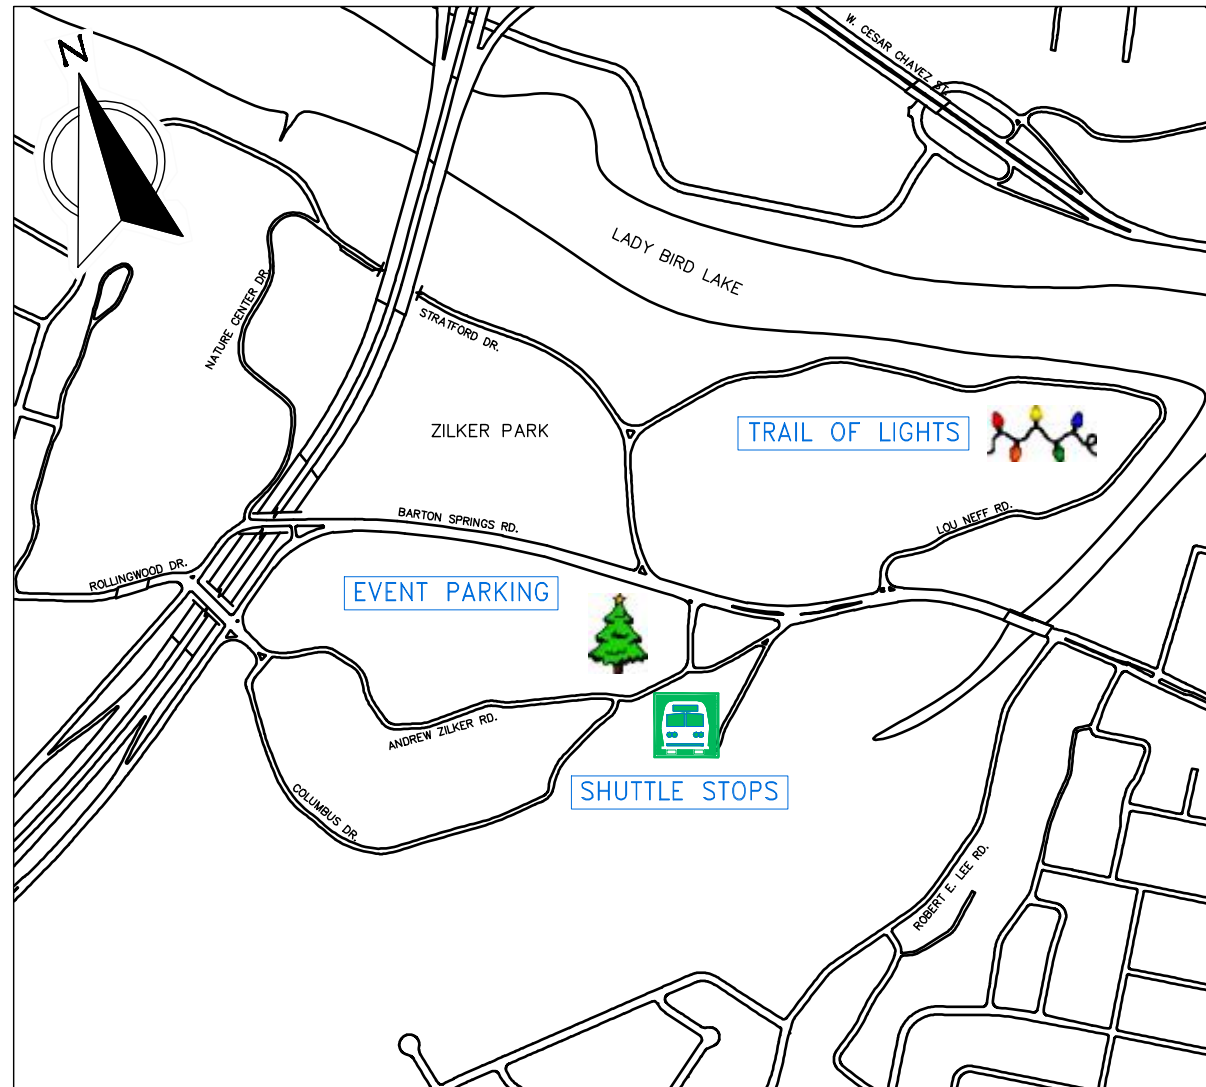 N
W. CESAR CHAVEZ ST.
LADY BIRD LAKE
NATURE CENTER DR.
STRATFORD DR.
ZILKER PARK
TRAIL OF LIGHTS
BARTON SPRINGS RD.
LOU NEFF RD.
ROLLINGWOOD DR.
EVENT PARKING
ANDREW ZILKER RD.
SHUTTLE STOPS
COLUMBUS DR.
ROBERT E. LEE RD.